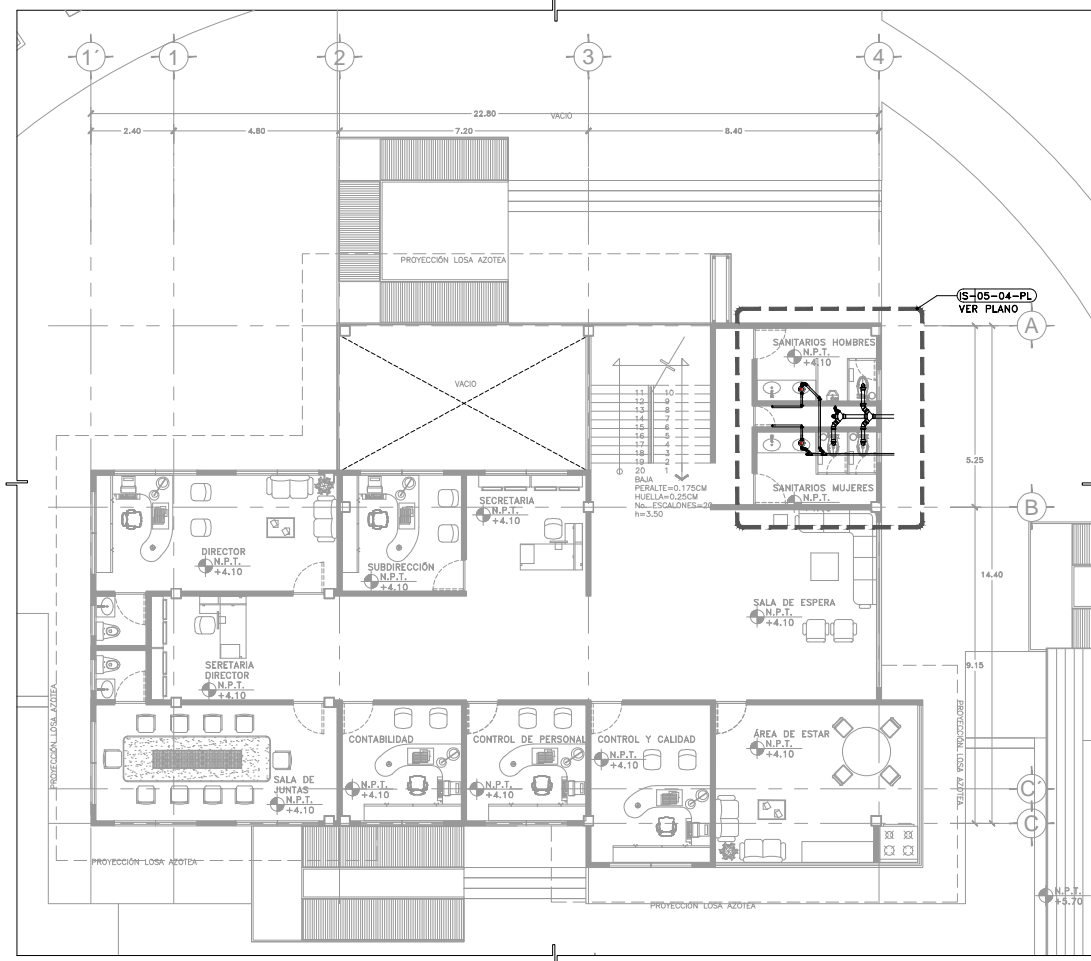 1'
1
2
3
4
22.80
VACIO
2.40
4.80
7.20
8.40
PROYECCIÓN LOSA AZOTEA
IS-05-04-PL
VER PLANO
A
SANITARIOS HOMBRES
N.P.T.
+4.10
VACIO
11 10
12 9
13 8
14 7
15 6
16 5
17 4
18 3
19 2
20 1
BAJA
PERALTE=0.175CM
HUELLA=0.25CM
No. ESCALONES=20
h=3.50
5.25
SANITARIOS MUJERES
N.P.T.
B
SECRETARIA
N.P.T.
+4.10
DIRECTOR
N.P.T.
+4.10
SUBDIRECCIÓN
N.P.T.
+4.10
14.40
SALA DE ESPERA
N.P.T.
+4.10
SERETARIA
DIRECTOR
N.P.T.
+4.10
9.15
PROYECCIÓN LOSA AZOTEA
PROYECCIÓN LOSA AZOTEA
CONTABILIDAD
N.P.T.
+4.10
CONTROL DE PERSONAL
N.P.T.
+4.10
CONTROL Y CALIDAD
N.P.T.
+4.10
ÁREA DE ESTAR
N.P.T.
+4.10
SALA DE
JUNTAS
N.P.T.
+4.10
C'
C
PROYECCIÓN LOSA AZOTEA
N.P.T.
+5.70
PROYECCIÓN LOSA AZOTEA